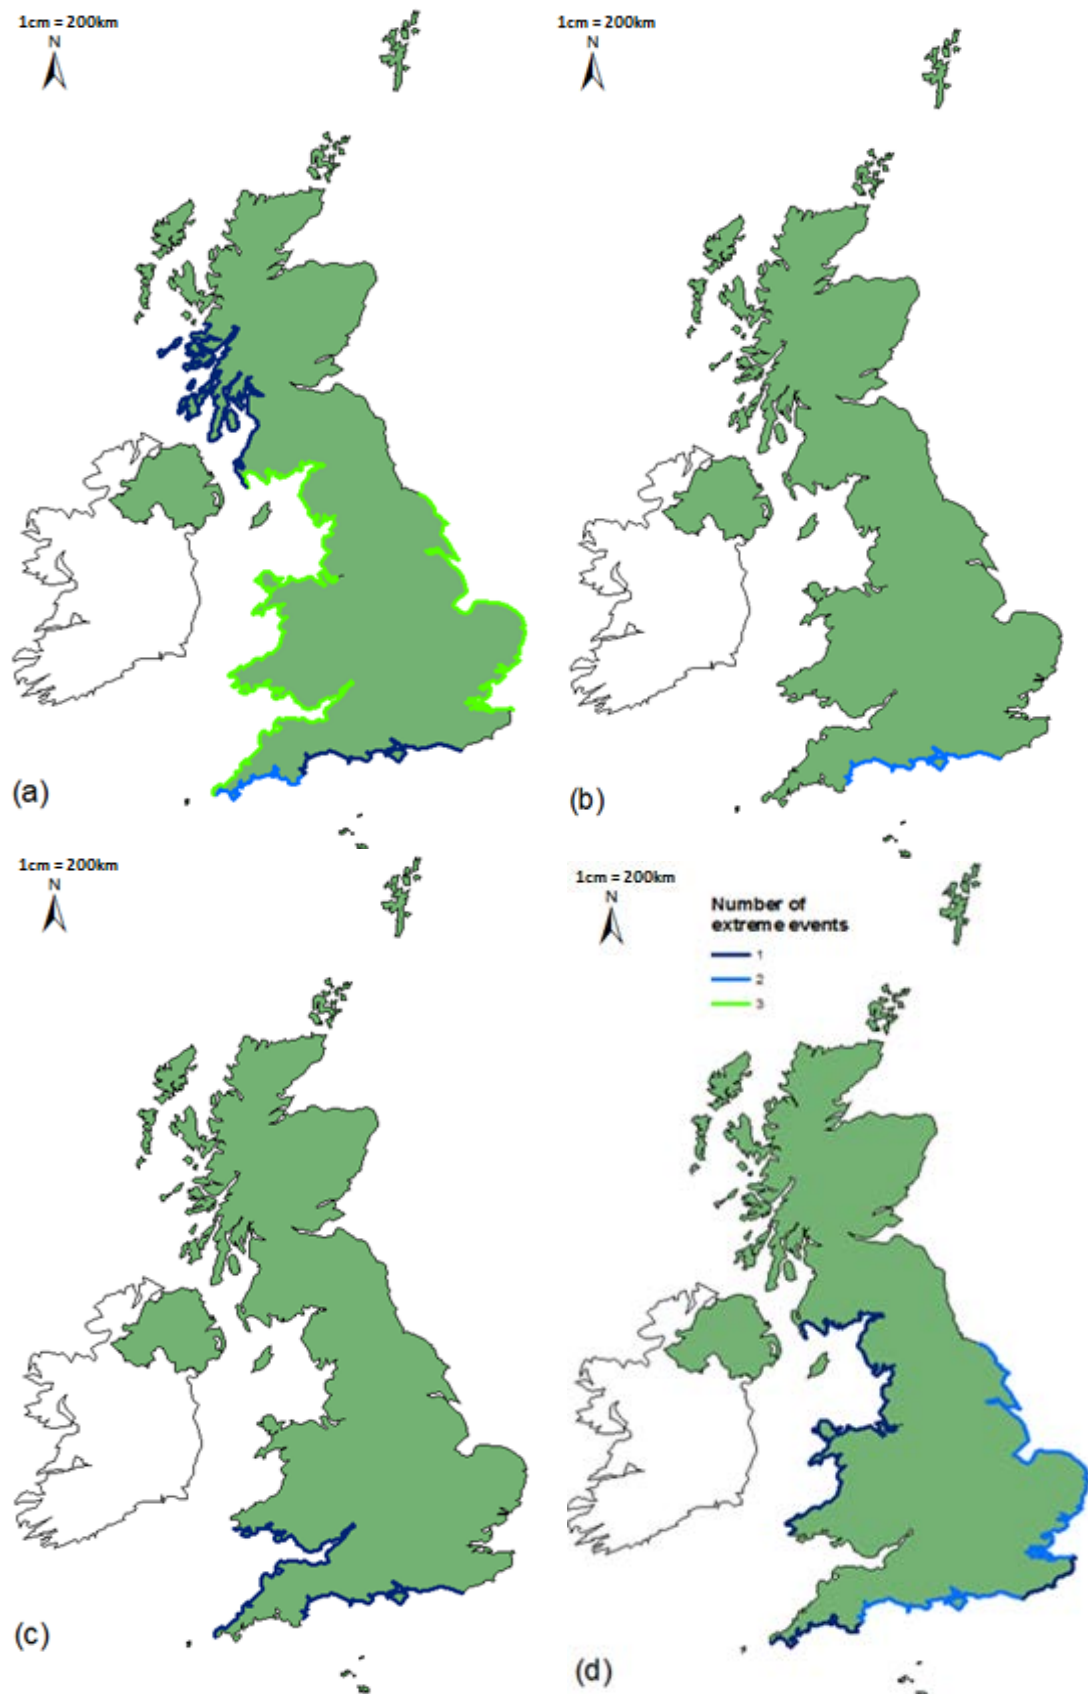 1cm = 200km
N
(a)
1cm = 200km
N
(b)
1cm = 200km
N
(c)
1cm = 200km
N
Number of
extreme events
1
2
3
(d)